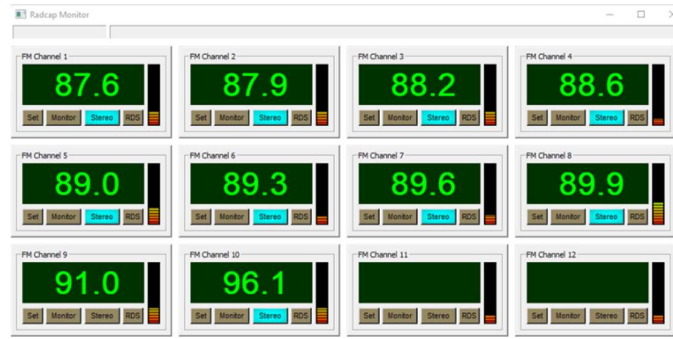 Radcap Monitor
FM Channel 1 FM Channel 2 FM Channel 3 FM Channel 4
87.6 87.9 88.2 88.6
Set Monitor Stereo RDS Set Monitor Stereo RDS Set Monitor Stereo RDS Set Monitor Stereo RDS
FM Channel 5 FM Channel 6 FM Channel 7 FM Channel 8
89.0 89.3 89.6 89.9
Set Monitor Stereo RDS Set Monitor Stereo RDS Set Monitor Stereo RDS Set Monitor Stereo RDS
FM Channel 9 FM Channel 10 FM Channel 11 FM Channel 12
91.0 96.1
Set Monitor Stereo RDS Set Monitor Stereo RDS Set Monitor Stereo RDS Set Monitor Stereo RDS